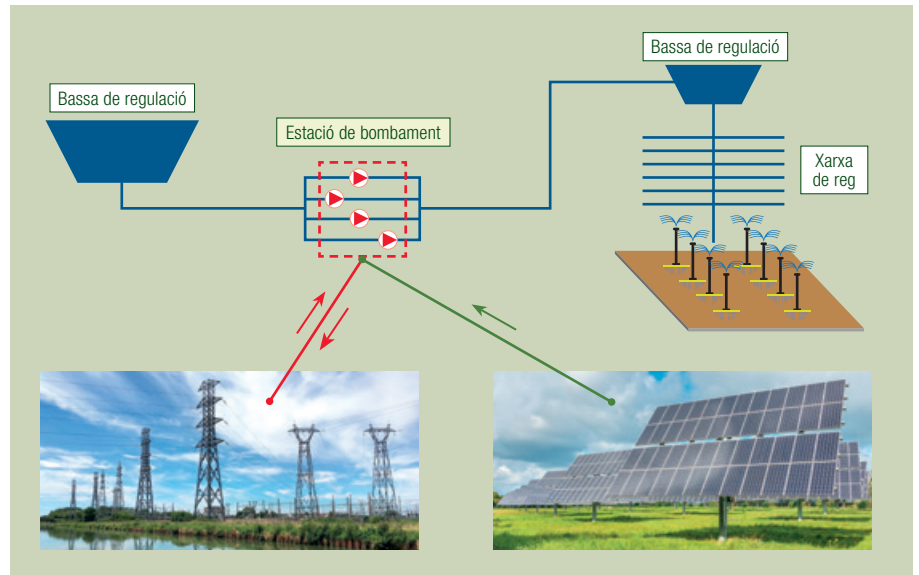 Bassa de regulació
Bassa de regulació
Estació de bombament
Xarxa
de reg